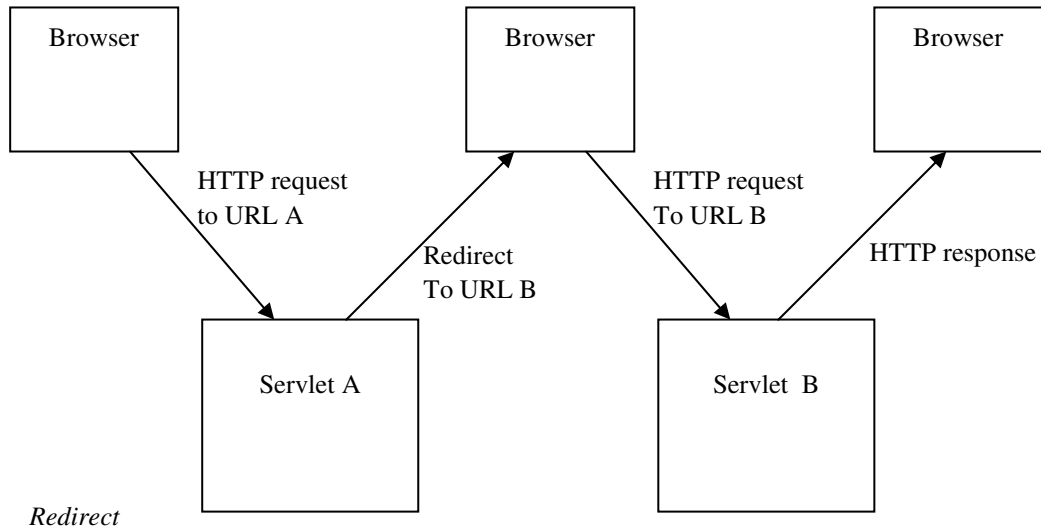 Browser
Browser
Browser
HTTP request
to URL A
HTTP request
To URL B
Redirect
To URL B
HTTP response
Servlet A
Servlet B
Redirect